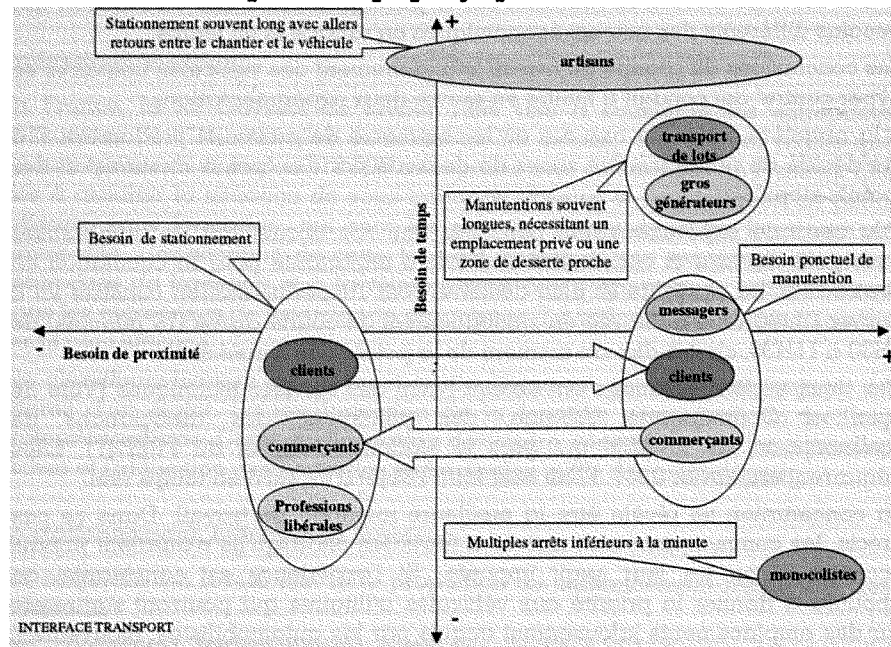 Stationnement souvent long avec allers
retours entre le chantier et le véhicule
+
artisans
transport
de lots
gros
générateurs
Manutentions souvent
longues, nécessitant un
emplacement privé ou une
zone de desserte proche
Besoin de temps
Besoin de stationnement
Besoin ponctuel de
manutention
messagers
-
Besoin de proximité
+
clients
clients
commerçants
commerçants
Professions
libérales
Multiples arrêts inférieurs à la minute
monocolistes
INTERFACE TRANSPORT
-